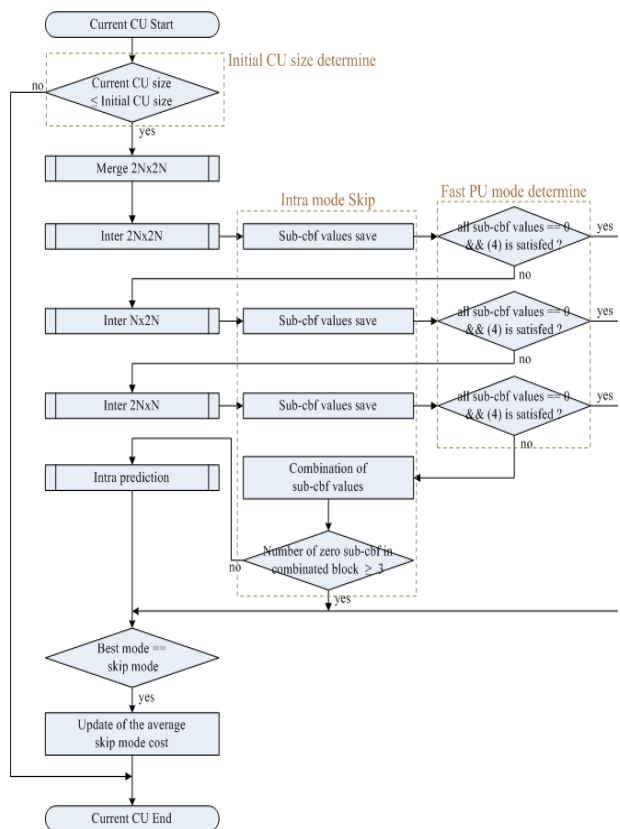 Current CU Start
Initial CU size determine
no
Current CU size
≤ Initial CU size
yes
Merge 2Nx2N
Intra mode Skip
Fast PU mode determine
Inter 2Nx2N
Sub-cbf values save
all sub-cbf values == 0
&& (4) is satisfied ?
yes
no
Inter Nx2N
Sub-cbf values save
all sub-cbf values == 0
&& (4) is satisfied ?
yes
no
Inter 2NxN
Sub-cbf values save
all sub-cbf values == 0
&& (4) is satisfied ?
yes
no
Intra prediction
Combination of
sub-cbf values
Number of zero sub-cbf in
combinated block ≥ 3
no
yes
Best mode ==
skip mode
yes
Update of the average
skip mode cost
Current CU End